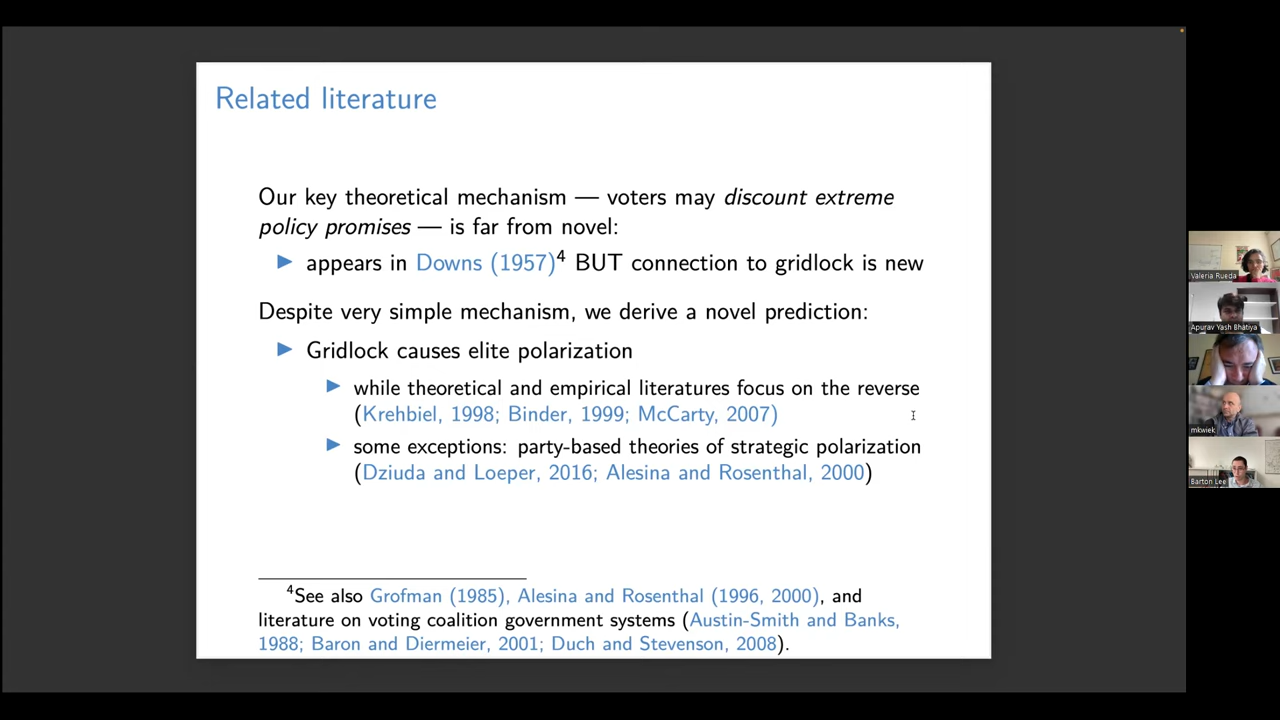 Related literature
Our key theoretical mechanism — voters may discount extreme
policy promises — is far from novel:
▶ appears in Downs (1957)⁴ BUT connection to gridlock is new
Despite very simple mechanism, we derive a novel prediction:
▶ Gridlock causes elite polarization
▶ while theoretical and empirical literatures focus on the reverse
(Krehbiel, 1998; Binder, 1999; McCarty, 2007)
▶ some exceptions: party-based theories of strategic polarization
(Dziuda and Loeper, 2016; Alesina and Rosenthal, 2000)
⁴See also Grofman (1985), Alesina and Rosenthal (1996, 2000), and
literature on voting coalition government systems (Austin-Smith and Banks,
1988; Baron and Diermeier, 2001; Duch and Stevenson, 2008).
Valeria Rueda
Apurav Yash Bhatiya
mkwiek
Barton Lee